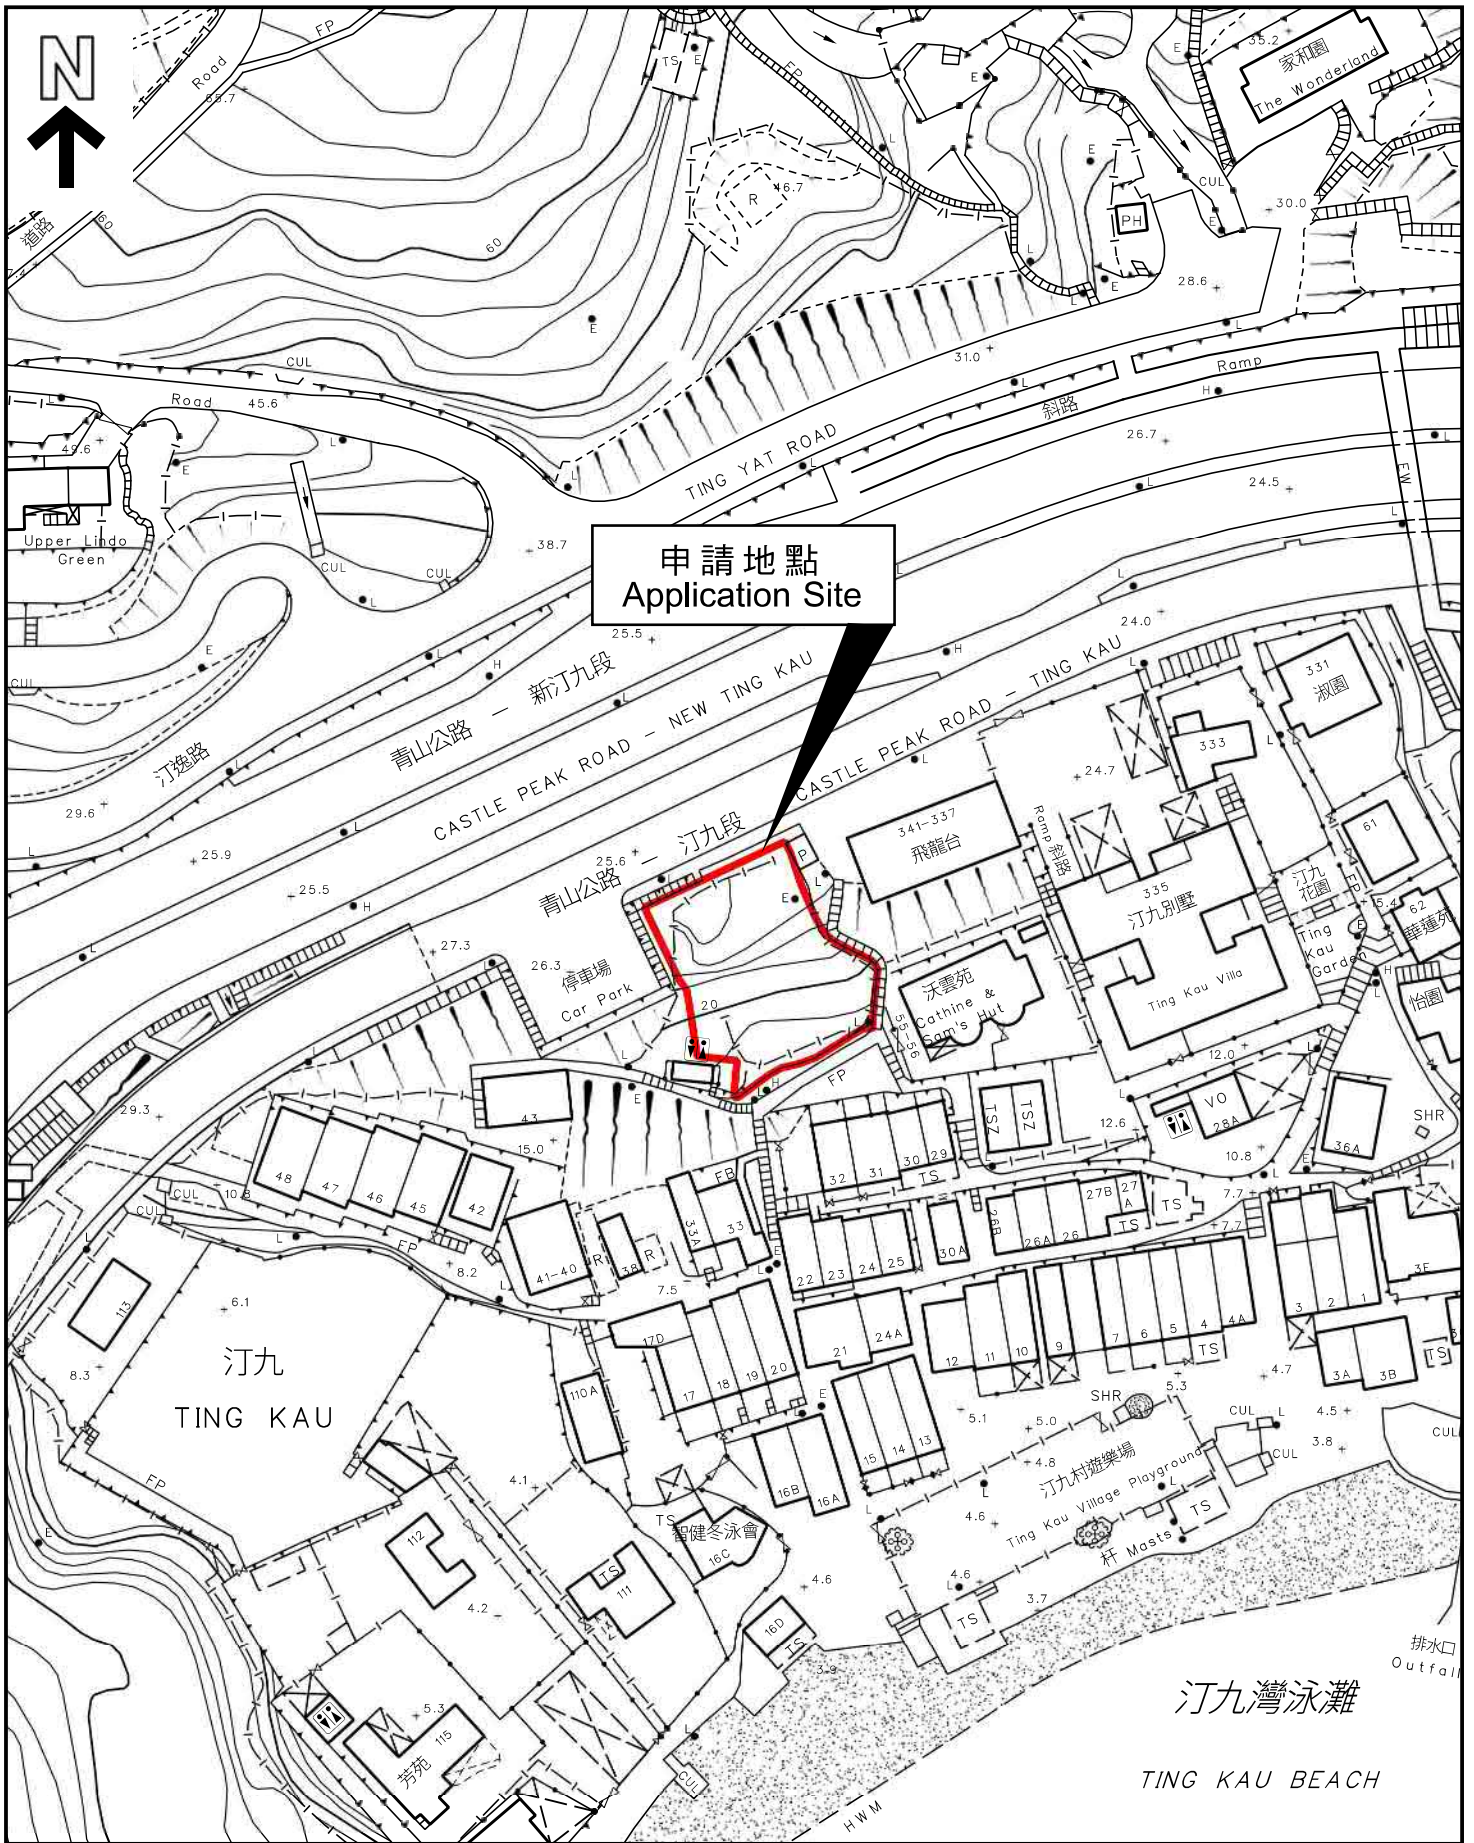 N
FP
Road
65.7
TS
E
FP
E
E
35.2
家和園
The Wonderland
L
E
CUL
R
46.7
PH
30.0
E
道路
60
60
L
E
L
28.6
E
L
CUL
31.0
Ramp
L
Road
45.6
L
斜路
H
26.7
L
49.6
L
E
TING YAT ROAD
L
L
24.5
EW
L
Upper Lindo
Green
38.7
CUL
CUL
申請地點
Application Site
L
L
L
25.5
24.0
E
L
H
新汀九段
H
L
331
淑園
CUL
L
青山公路 —
CASTLE PEAK ROAD - NEW TING KAU
CASTLE PEAK ROAD - TING KAU
汀逸路
L
333
L
24.7
29.6
L
341-337
飛龍台
Ramp 斜路
61
L
25.9
25.6
青山公路 — 汀九段
P
L
335
汀九別墅
汀九
花園
FP
25.5
H
E
5.4
62
華蓮苑
L
27.3
26.3
停車場
Car Park
沃雲苑
Cathine &
Sam's Hut
Ting
Kau
Garden
E
H
L
怡園
L
20
Ting Kau Villa
L
55-56
12.0
L
L
L
FP
H
E
29.3
43
15.0
TSZ
TSZ
L
VO
28A
SHR
12.6
36A
10.8
E
L
48
47
46
45
42
32
31
30
29
TS
L
CUL
10.8
CUL
FB
33A
33
27B
27
A
TS
7.7
7.7
L
L
FP
8.2
41-40
R
38
R
E
L
22
23
24
25
30A
26B
26A
26
TS
L
113
6.1
7.5
3
2
1
3E
17D
21
24A
12
11
10
9
7
6
5
4
4A
TS
8.3
汀九
TING KAU
17
18
19
20
110A
3A
3B
TS
4.7
5.3
SHR
E
L
5.1
5.0
CUL
L
4.5
3.8
CUL
CUL
FP
15
14
13
4.8
汀九村遊樂場
Ting Kau Village Playground
4.1
16B
16A
L
L
L
TS
E
TS
智健冬泳會
16C
4.6
杆 Masts
112
TS
111
4.6
4.6
L
3.7
4.2
TS
16D
TS
3.9
排水口
Outfall
5.3
115
芳苑
L
CUL
汀九灣泳灘
TING KAU BEACH
HWM